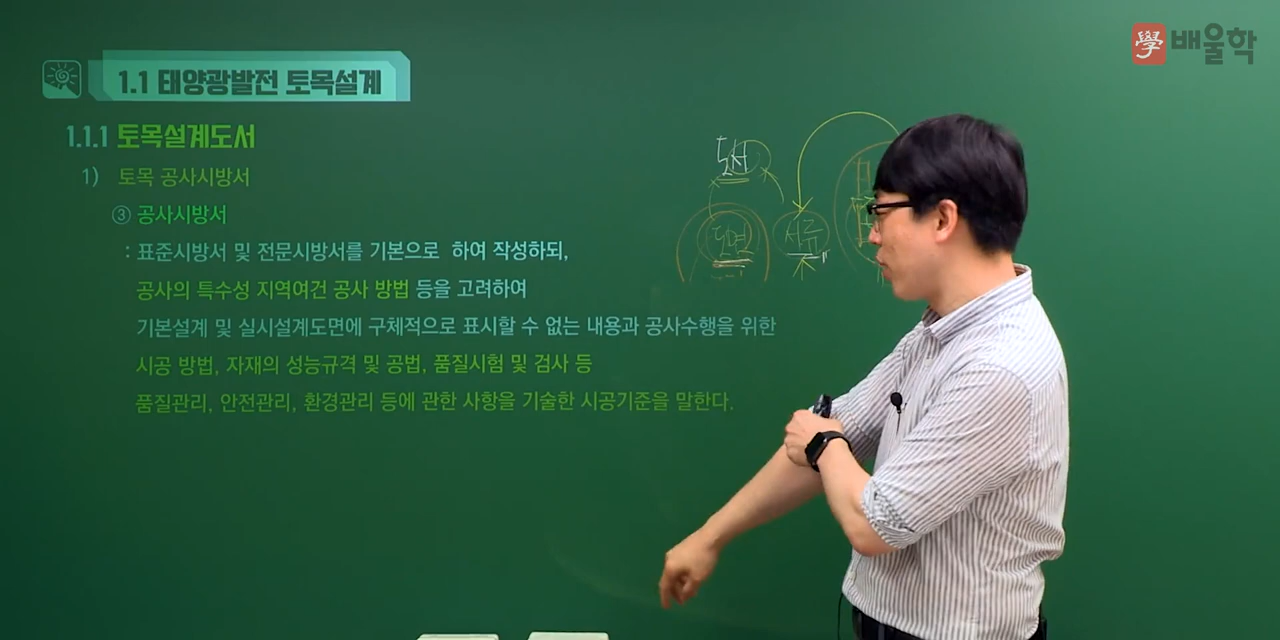 學 배울학
1.1 태양광발전 토목설계
1.1.1 토목설계도서
1) 토목 공사시방서
③ 공사시방서
: 표준시방서 및 전문시방서를 기본으로 하여 작성하되,
공사의 특수성 지역여건 공사 방법 등을 고려하여
기본설계 및 실시설계도면에 구체적으로 표시할 수 없는 내용과 공사수행을 위한
시공 방법, 자재의 성능규격 및 공법, 품질시험 및 검사 등
품질관리, 안전관리, 환경관리 등에 관한 사항을 기술한 시공기준을 말한다.
도서
도면 서류